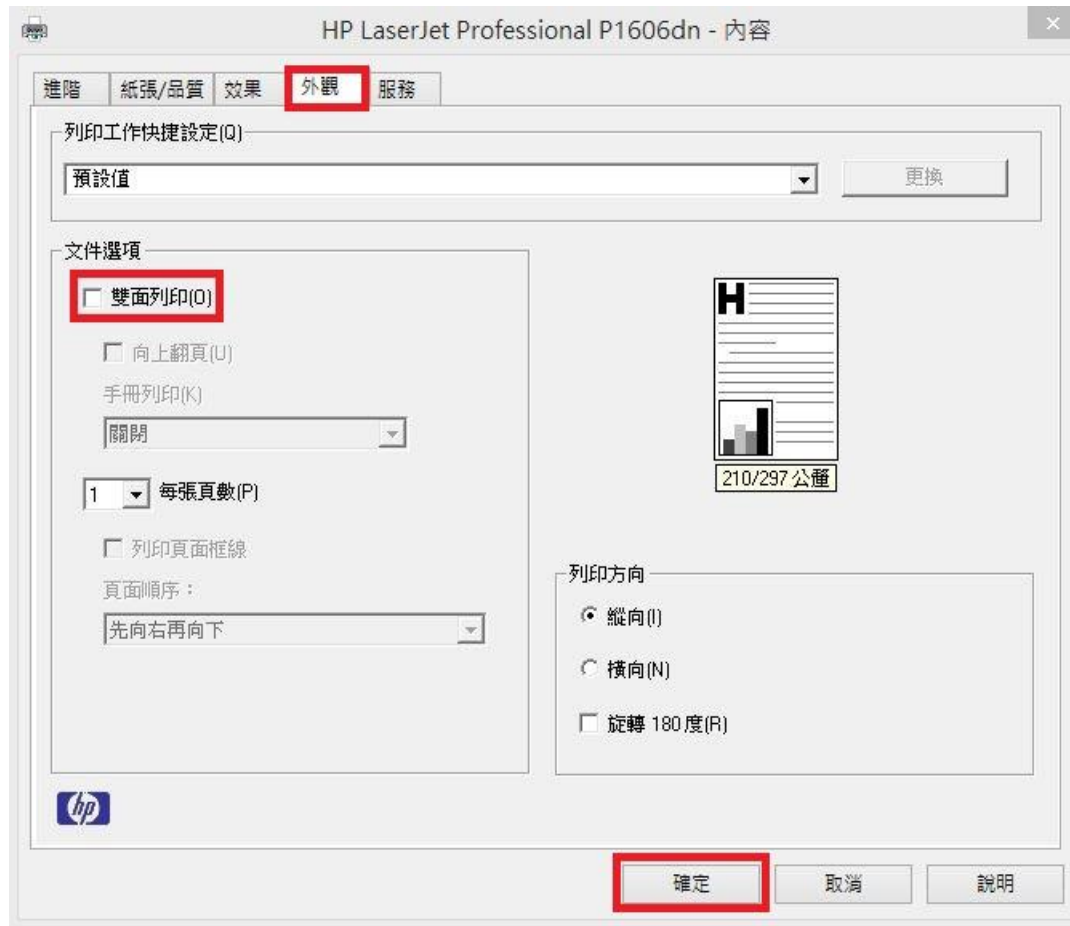 HP LaserJet Professional P1606dn - 內容
進階 紙張/品質 效果 外觀 服務
列印工作快捷設定(Q)
預設值
更換
文件選項
雙面列印(O)
向上翻頁(U)
手冊列印(K)
關閉
1 每張頁數(P)
列印頁面框線
頁面順序：
先向右再向下
H
210/297 公釐
列印方向
縱向(I)
橫向(N)
旋轉 180 度(R)
hp
確定 取消 說明